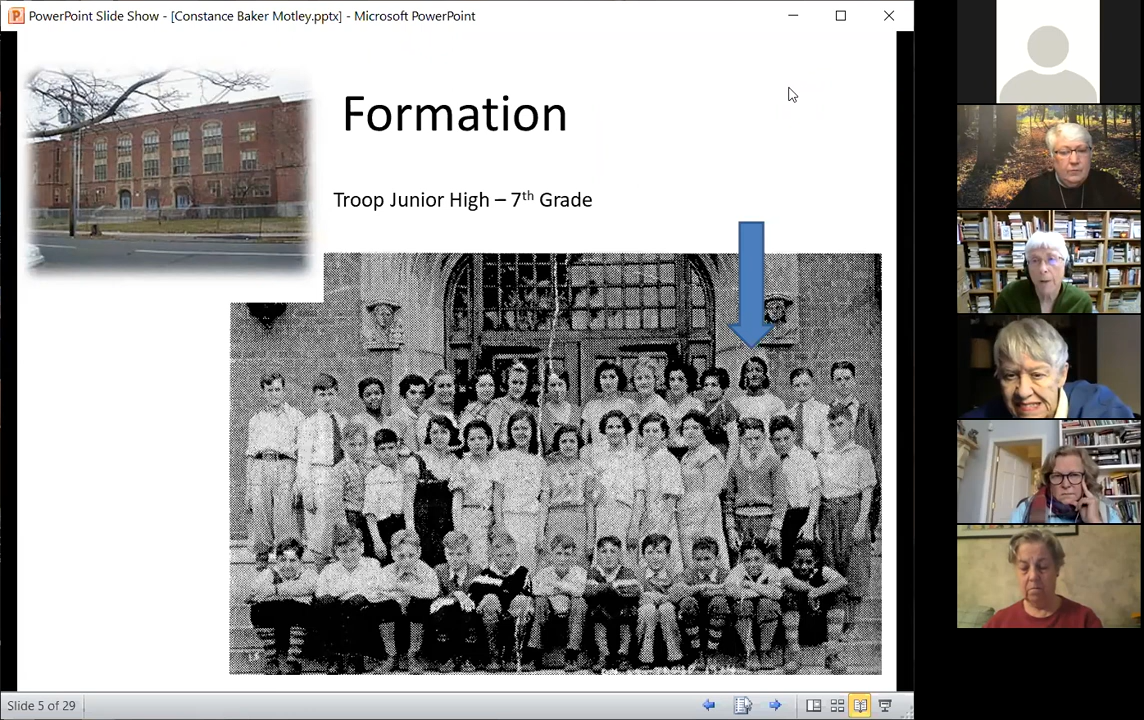 PowerPoint Slide Show - [Constance Baker Motley.pptx] - Microsoft PowerPoint
Formation
Troop Junior High – 7th Grade
Slide 5 of 29